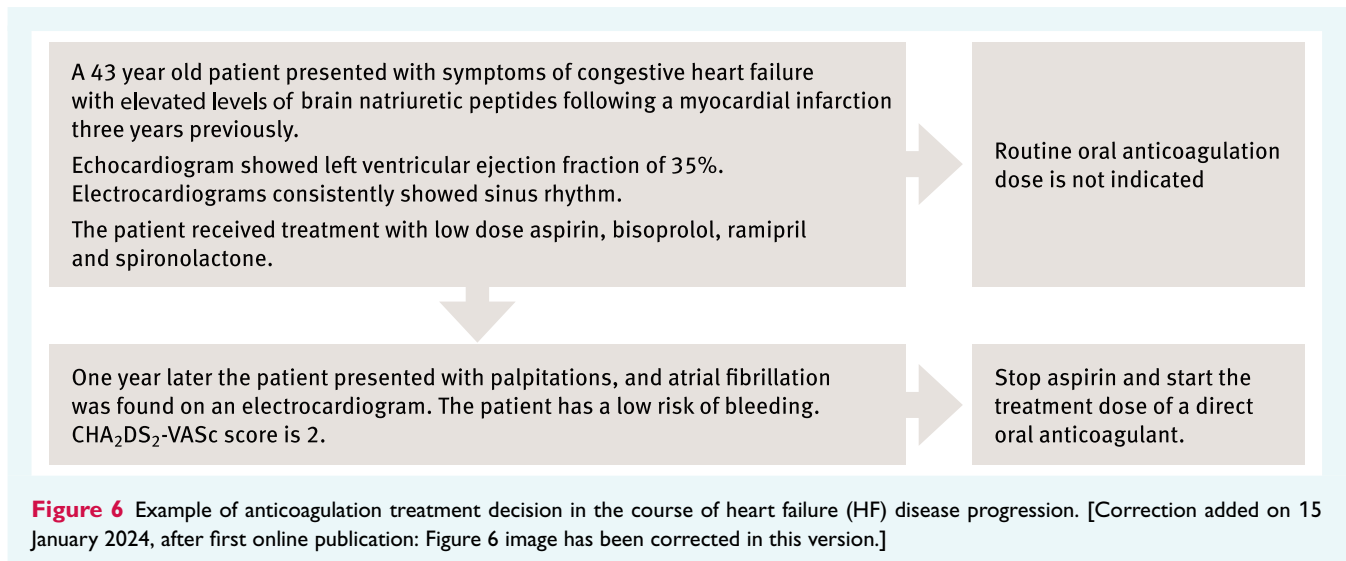 A 43 year old patient presented with symptoms of congestive heart failure
with elevated levels of brain natriuretic peptides following a myocardial infarction
three years previously.
Echocardiogram showed left ventricular ejection fraction of 35%.
Electrocardiograms consistently showed sinus rhythm.
The patient received treatment with low dose aspirin, bisoprolol, ramipril
and spironolactone.
Routine oral anticoagulation
dose is not indicated
One year later the patient presented with palpitations, and atrial fibrillation
was found on an electrocardiogram. The patient has a low risk of bleeding.
CHA₂DS₂-VASc score is 2.
Stop aspirin and start the
treatment dose of a direct
oral anticoagulant.
Figure 6 Example of anticoagulation treatment decision in the course of heart failure (HF) disease progression. [Correction added on 15
January 2024, after first online publication: Figure 6 image has been corrected in this version.]